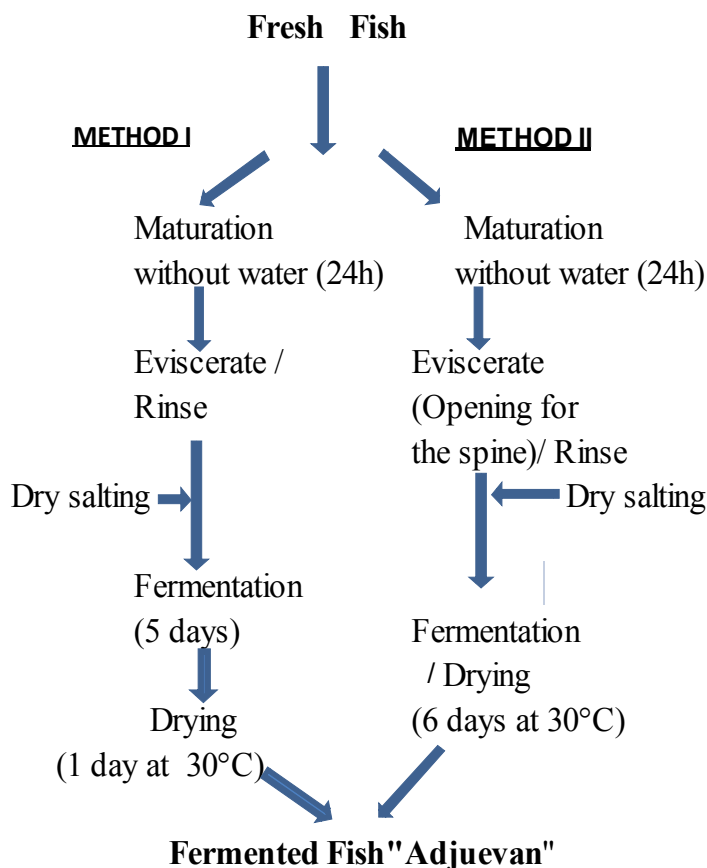 Fresh Fish
METHOD I
METHOD II
Maturation
without water (24h)
Maturation
without water (24h)
Eviscerate /
Rinse
Eviscerate
(Opening for
the spine)/ Rinse
Dry salting
Dry salting
Fermentation
(5 days)
Fermentation
/ Drying
(6 days at 30°C)
Drying
(1 day at 30°C)
Fermented Fish"Adjuevan"